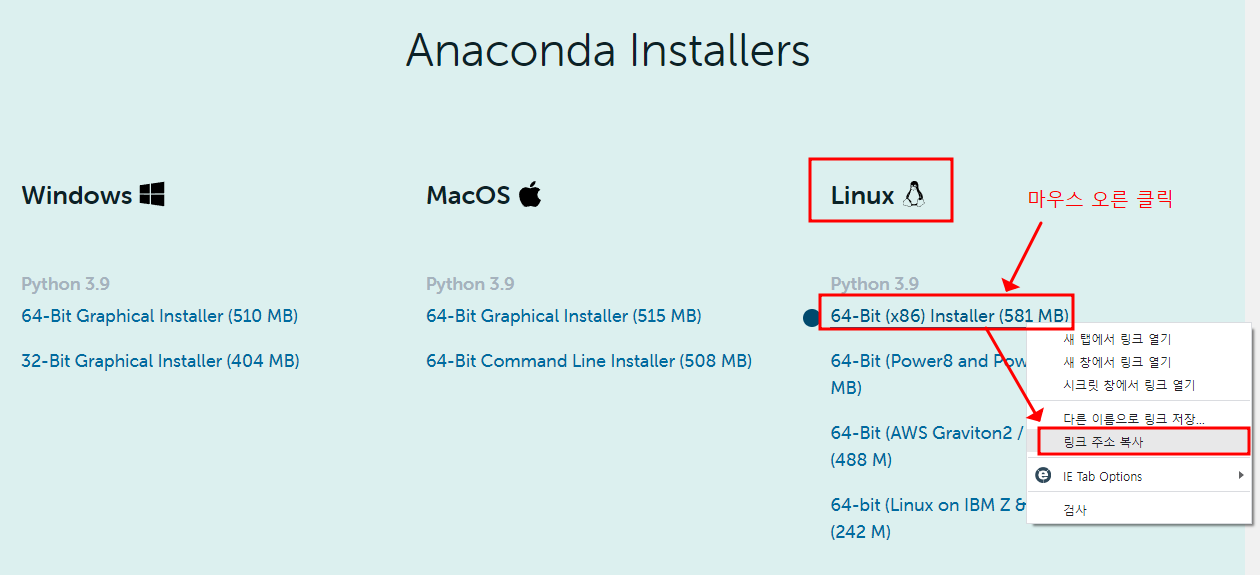 Anaconda Installers
Windows
MacOS
Linux
마우스 오른 클릭
Python 3.9
64-Bit Graphical Installer (510 MB)
32-Bit Graphical Installer (404 MB)
Python 3.9
64-Bit Graphical Installer (515 MB)
64-Bit Command Line Installer (508 MB)
Python 3.9
64-Bit (x86) Installer (581 MB)
64-Bit (Power8 and Pow
MB)
64-Bit (AWS Graviton2 /
(488 M)
64-bit (Linux on IBM Z &
(242 M)
새 탭에서 링크 열기
새 창에서 링크 열기
시크릿 창에서 링크 열기
다른 이름으로 링크 저장...
링크 주소 복사
IE Tab Options
검사